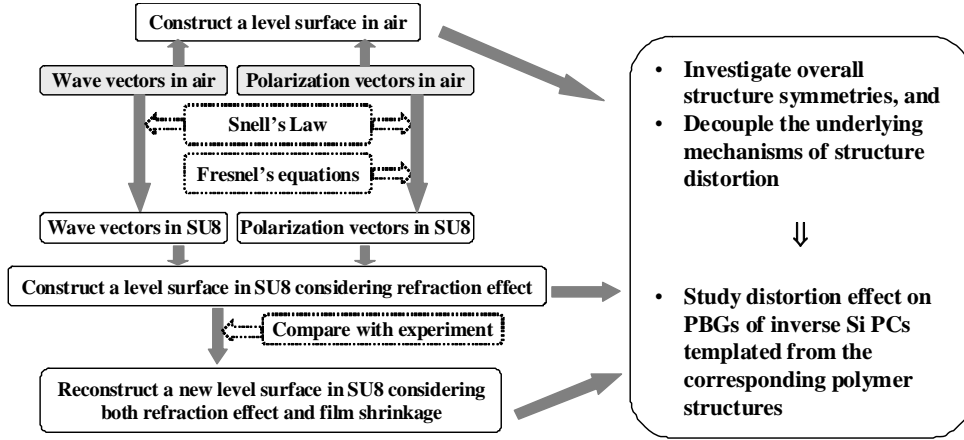 Construct a level surface in air
Wave vectors in air
Polarization vectors in air
Snell's Law
Fresnel's equations
Wave vectors in SU8
Polarization vectors in SU8
Construct a level surface in SU8 considering refraction effect
Compare with experiment
Reconstruct a new level surface in SU8 considering
both refraction effect and film shrinkage
• Investigate overall
structure symmetries, and
• Decouple the underlying
mechanisms of structure
distortion
⇓
• Study distortion effect on
PBGs of inverse Si PCs
templated from the
corresponding polymer
structures